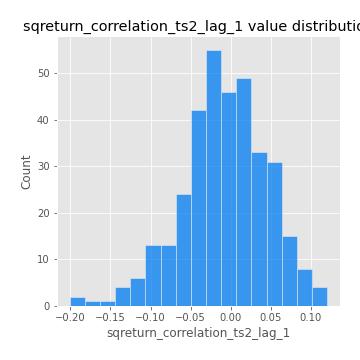 sqreturn_correlation_ts2_lag_1 value distributio
50
40
30
20
10
0
Count
−0.20 −0.15 −0.10 −0.05 0.00 0.05 0.10
sqreturn_correlation_ts2_lag_1